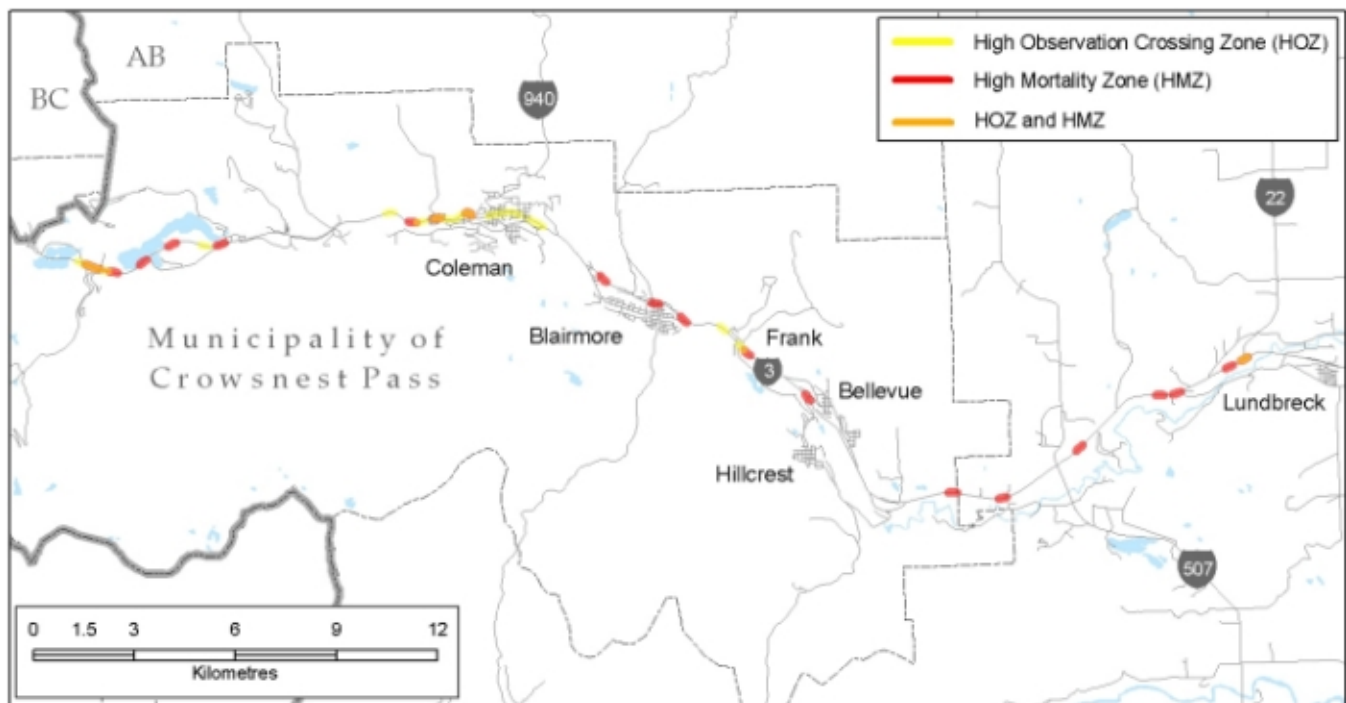 AB
BC
940
High Observation Crossing Zone (HOZ)
High Mortality Zone (HMZ)
HOZ and HMZ
22
Coleman
Municipality of
Crowsnest Pass
Blairmore
Frank
3
Bellevue
Lundbreck
Hillcrest
507
0 1.5 3 6 9 12
Kilometres